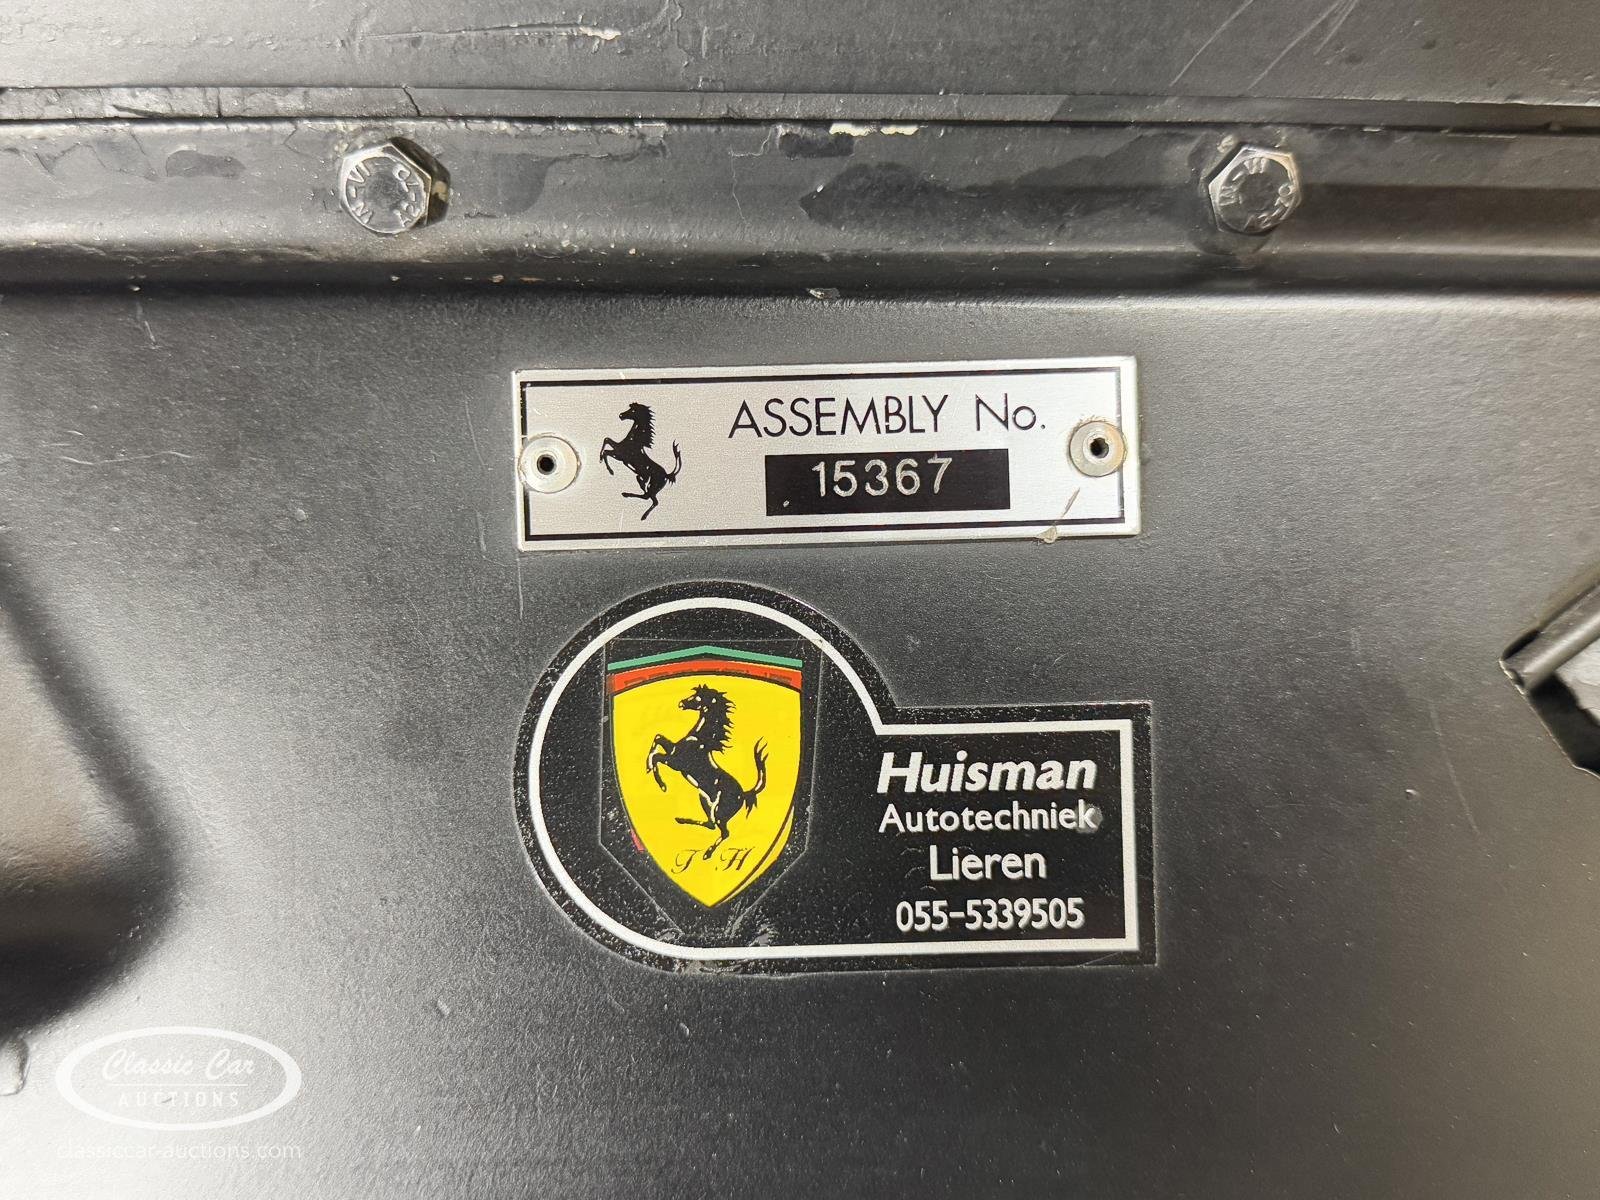 ASSEMBLY No.
15367
J H
Huisman
Autotechniek
Lieren
055-5339505
Classic Car
AUCTIONS
classiccar-auctions.com